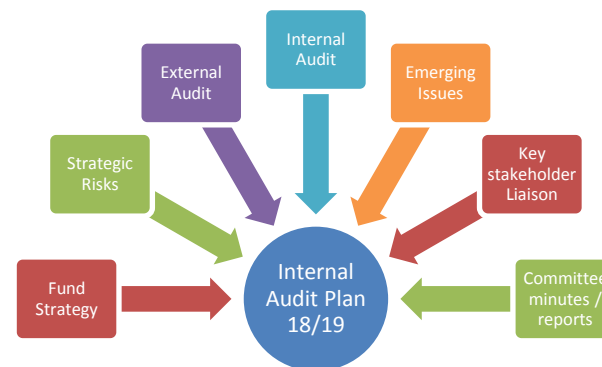 Internal
Audit
External
Audit
Emerging
Issues
Strategic
Risks
Key
stakeholder
Liaison
Fund
Strategy
Internal
Audit Plan
18/19
Committee
minutes /
reports